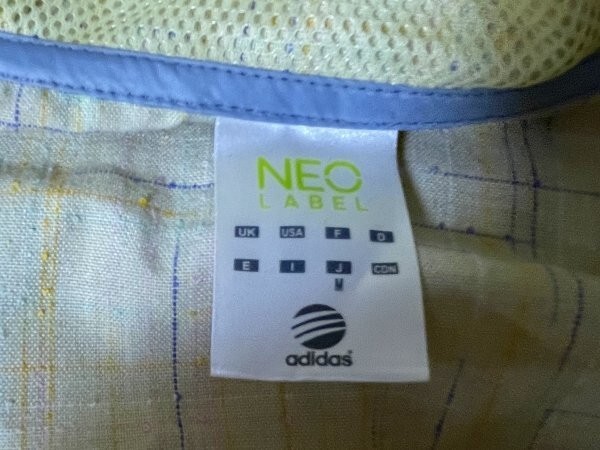 NEO
LABEL
UK USA F D
E I J CDN
M
adidas